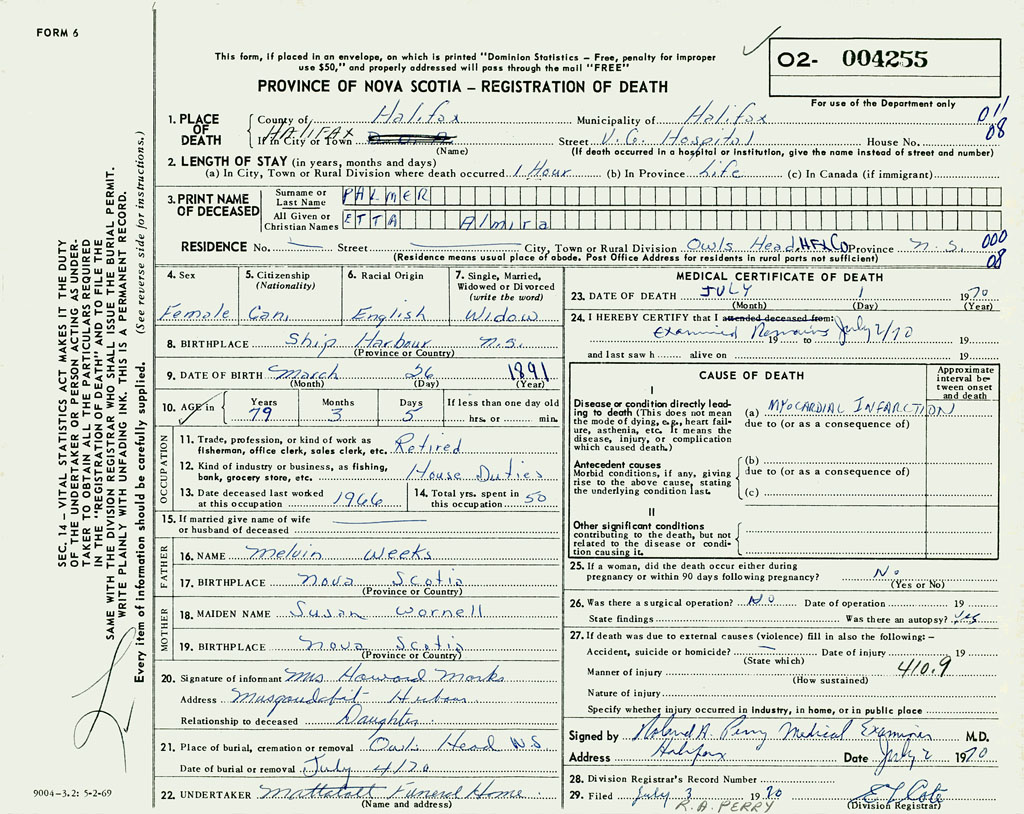 FORM 6
This form, if placed in an envelope, on which is printed "Dominion Statistics – Free, penalty for improper
use $50," and properly addressed will pass through the mail "FREE"
O2- 004255
For use of the Department only
PROVINCE OF NOVA SCOTIA – REGISTRATION OF DEATH
1. PLACE OF DEATH
County of Halifax Municipality of Halifax 011
If in City or Town HALIFAX Street V.G. Hospital House No. 08
(Name) (If death occurred in a hospital or institution, give the name instead of street and number)
2. LENGTH OF STAY (in years, months and days)
(a) In City, Town or Rural Division where death occurred 1 Hour (b) In Province Life (c) In Canada (if immigrant)
3. PRINT NAME OF DECEASED
Surname or Last Name PALMER
All Given or Christian Names ETTA Almira
RESIDENCE No. Street City, Town or Rural Division Owls Head HFX CO Province N.S. 000
(Residence means usual place of abode. Post Office Address for residents in rural parts not sufficient) 08
4. Sex Female
5. Citizenship (Nationality) Can.
6. Racial Origin English
7. Single, Married, Widowed or Divorced (write the word) Widow
8. BIRTHPLACE Ship Harbour N.S.
(Province or Country)
9. DATE OF BIRTH March 26 1891
(Month) (Day) (Year)
10. AGE in Years 79 Months 3 Days 5 If less than one day old hrs. or min.
OCCUPATION
11. Trade, profession, or kind of work as fisherman, office clerk, sales clerk, etc. Retired
12. Kind of industry or business, as fishing, bank, grocery store, etc. House Duties
13. Date deceased last worked at this occupation 1966
14. Total yrs. spent in this occupation 50
15. If married give name of wife or husband of deceased
FATHER
16. NAME Melvin Weeks
17. BIRTHPLACE Nova Scotia
(Province or Country)
MOTHER
18. MAIDEN NAME Susan Warnell
19. BIRTHPLACE Nova Scotia
(Province or Country)
20. Signature of informant Mrs Howard Marks
Address Musquodobit Harbour
Relationship to deceased Daughter.
21. Place of burial, cremation or removal Owls Head NS
Date of burial or removal July 4/70
22. UNDERTAKER Mattatall Funeral Home.
(Name and address)
MEDICAL CERTIFICATE OF DEATH
23. DATE OF DEATH JULY 1 1970
(Month) (Day) (Year)
24. I HEREBY CERTIFY that I attended deceased from:
Examined Remains July 2/70
19 to 19
and last saw h alive on 19
CAUSE OF DEATH
Approximate interval between onset and death
I
Disease or condition directly leading to death (This does not mean the mode of dying, e.g., heart failure, asthenia, etc. It means the disease, injury, or complication which caused death.)
(a) MYOCARDIAL INFARCTION
due to (or as a consequence of)
Antecedent causes
Morbid conditions, if any, giving rise to the above cause, stating the underlying condition last.
(b)
due to (or as a consequence of)
(c)
II
Other significant conditions contributing to the death, but not related to the disease or condition causing it.
25. If a woman, did the death occur either during pregnancy or within 90 days following pregnancy? No
(Yes or No)
26. Was there a surgical operation? No Date of operation 19
State findings Was there an autopsy? yes
27. If death was due to external causes (violence) fill in also the following:–
Accident, suicide or homicide? Date of injury 19
(State which)
Manner of injury 410.9
(How sustained)
Nature of injury
Specify whether injury occurred in industry, in home, or in public place
Signed by Roland A. Perry Medical Examiner M.D.
Address Halifax Date July 2 1970
28. Division Registrar's Record Number
29. Filed July 3 1970
R.A. PERRY
(Division Registrar)
SEC. 14 – VITAL STATISTICS ACT MAKES IT THE DUTY
OF THE UNDERTAKER OR PERSON ACTING AS UNDER-
TAKER TO OBTAIN ALL THE PARTICULARS REQUIRED
IN THE "REGISTRATION OF DEATH" AND TO FILE THE
SAME WITH THE DIVISION REGISTRAR WHO SHALL ISSUE THE BURIAL PERMIT.
WRITE PLAINLY WITH UNFADING INK. THIS IS A PERMANENT RECORD.
Every item of information should be carefully supplied. (See reverse side for instructions.)
9004-3.2: 5-2-69